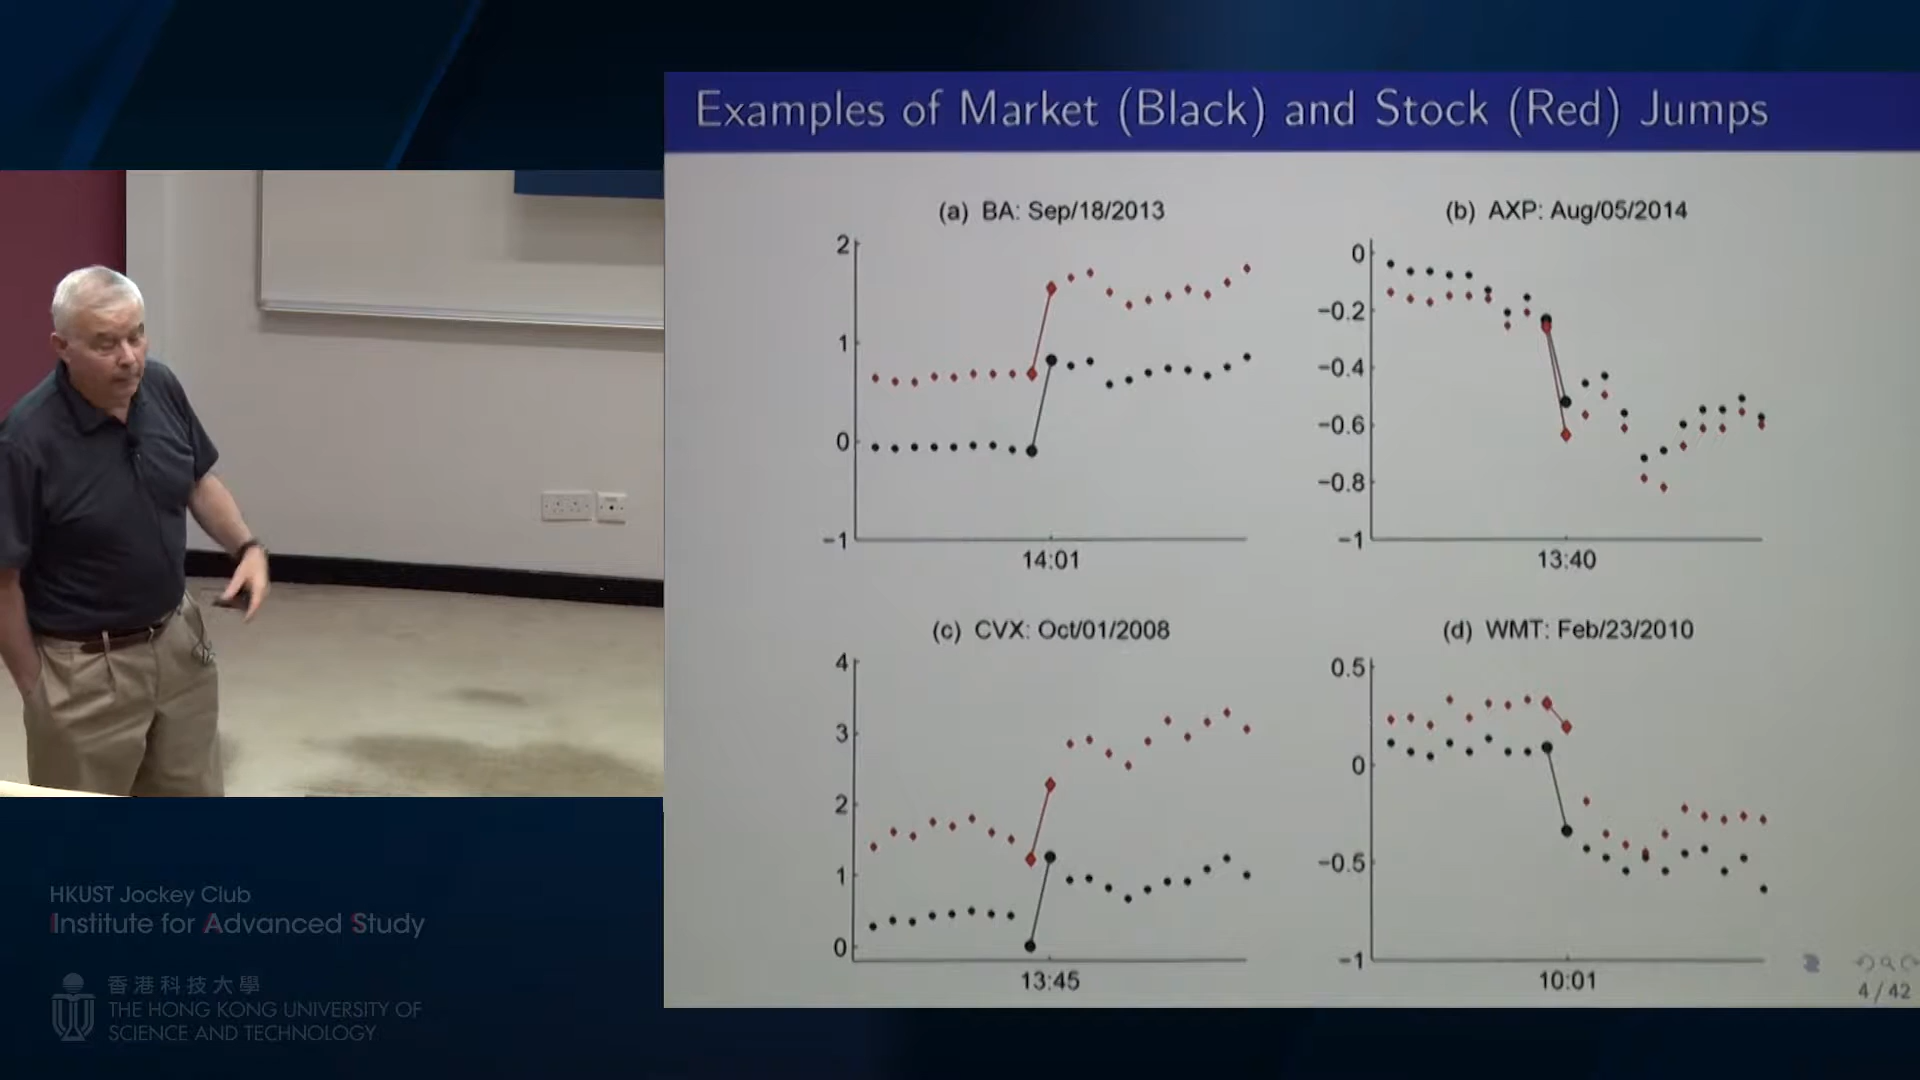 Examples of Market (Black) and Stock (Red) Jumps
(a) BA: Sep/18/2013
2
1
0
−1
14:01
(b) AXP: Aug/05/2014
0
−0.2
−0.4
−0.6
−0.8
−1
13:40
(c) CVX: Oct/01/2008
4
3
2
1
0
13:45
(d) WMT: Feb/23/2010
0.5
0
−0.5
−1
10:01
4 / 42
HKUST Jockey Club
Institute for Advanced Study
香港科技大學
THE HONG KONG UNIVERSITY OF
SCIENCE AND TECHNOLOGY